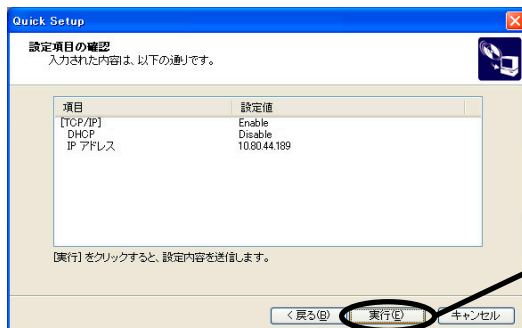 Quick Setup
設定項目の確認
入力された内容は、以下の通りです。
項目 設定値
[TCP/IP] Enable
DHCP Disable
IP アドレス 10.80.44.189
[実行] をクリックすると、設定内容を送信します。
< 戻る(B) 実行(E) キャンセル